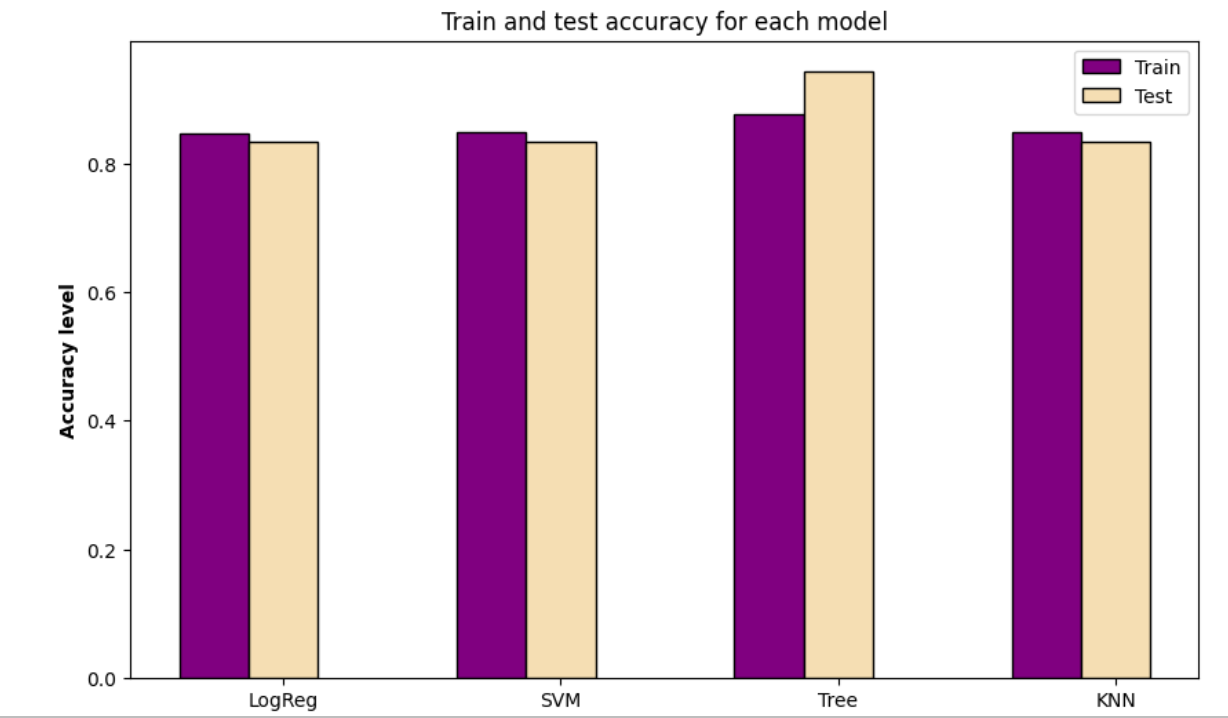 Train and test accuracy for each model
Train
Test
Accuracy level
0.8
0.6
0.4
0.2
0.0
LogReg SVM Tree KNN